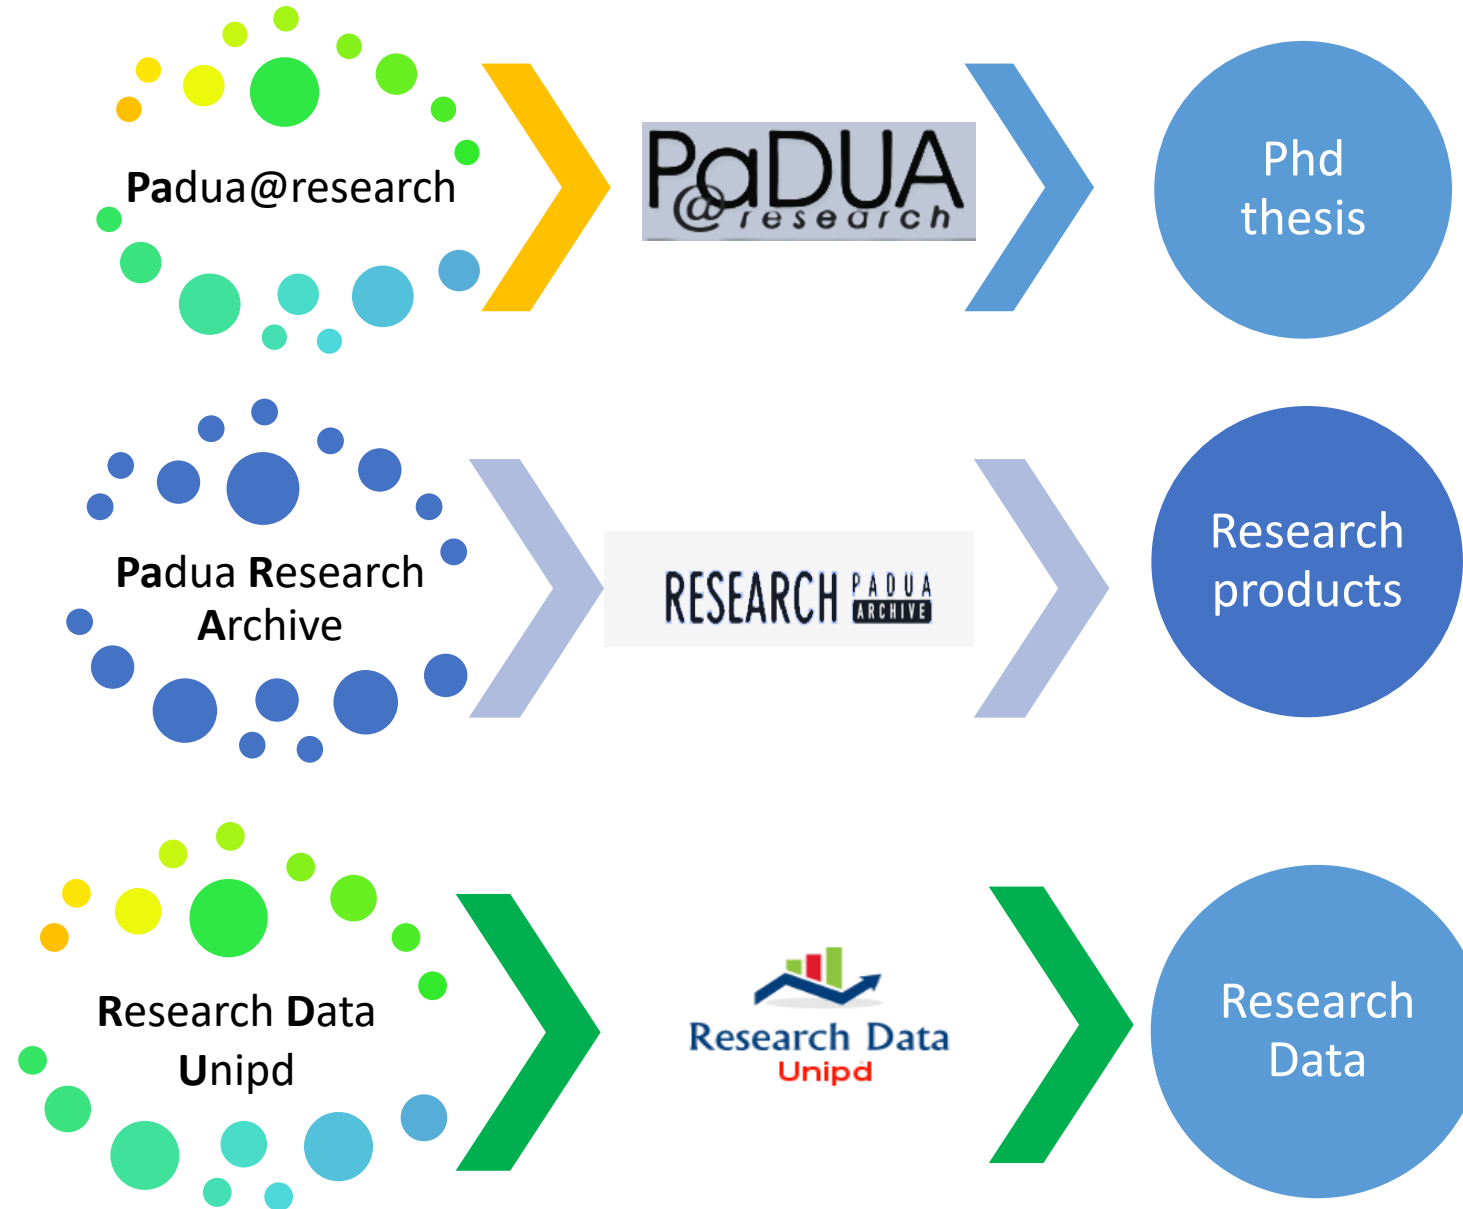 Padua@research
PaDUA
@research
Phd
thesis
Padua Research
Archive
RESEARCH PADUA
ARCHIVE
Research
products
Research Data
Unipd
Research Data
Unipd
Research
Data